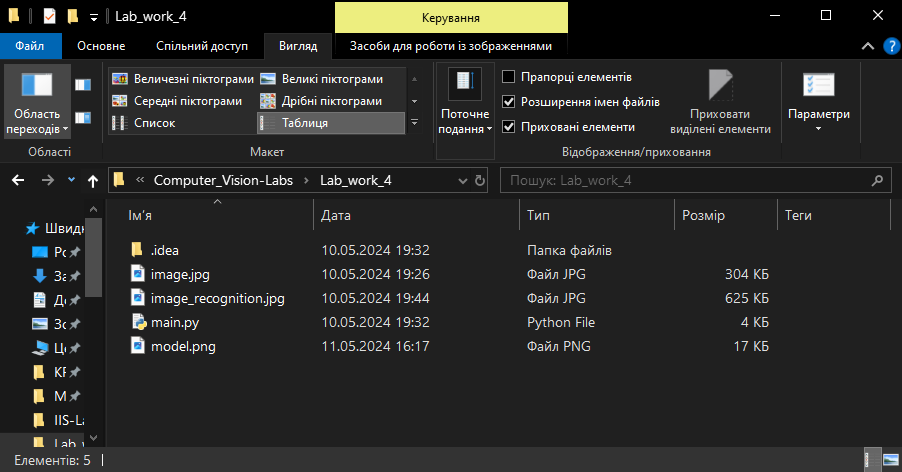 Lab_work_4
Керування
Файл
Основне
Спільний доступ
Вигляд
Засоби для роботи із зображеннями
Область переходів
Області
Величезні піктограми
Великі піктограми
Середні піктограми
Дрібні піктограми
Список
Таблиця
Макет
Поточне подання
Прапорці елементів
Розширення імен файлів
Приховані елементи
Приховати виділені елементи
Відображення/приховання
Параметри
« Computer_Vision-Labs › Lab_work_4
Пошук: Lab_work_4
Ім’я Дата Тип Розмір Теги
.idea 10.05.2024 19:32 Папка файлів
image.jpg 10.05.2024 19:26 Файл JPG 304 КБ
image_recognition.jpg 10.05.2024 19:44 Файл JPG 625 КБ
main.py 10.05.2024 19:32 Python File 4 КБ
model.png 11.05.2024 16:17 Файл PNG 17 КБ
Швидк
Ро
За
До
Зо
Це
КР
М
IIS-La
Lab_w
Елементів: 5